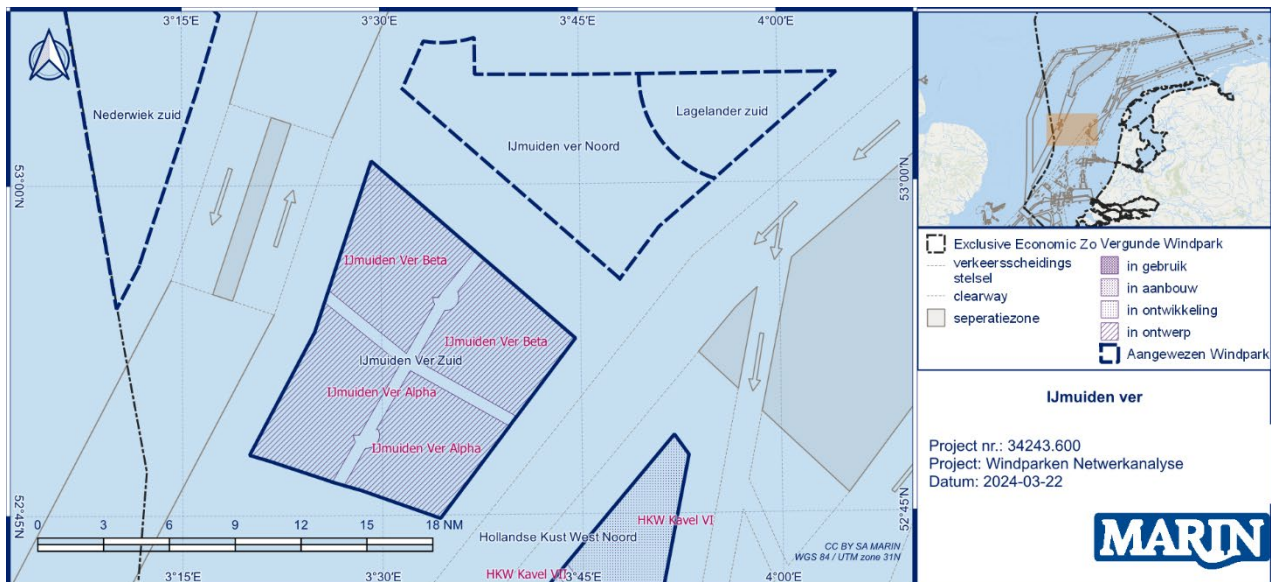 3°15'E 3°30'E 3°45'E 4°00'E
Nederwiek zuid
Lagelander zuid
IJmuiden ver Noord
53°00'N 53°00'N
IJmuiden Ver Beta
IJmuiden Ver Beta
IJmuiden Ver Zuid
IJmuiden Ver Alpha
IJmuiden Ver Alpha
52°45'N 52°45'N
0 3 6 9 12 15 18 NM
HKW Kavel VI
Hollandse Kust West Noord
HKW Kavel VII
CC BY SA MARIN
WGS 84 / UTM zone 31N
3°15'E 3°30'E 3°45'E 4°00'E
Exclusive Economic Zo
verkeersscheidings
stelsel
clearway
seperatiezone
Vergunde Windpark
in gebruik
in aanbouw
in ontwikkeling
in ontwerp
Aangewezen Windpark
IJmuiden ver
Project nr.: 34243.600
Project: Windparken Netwerkanalyse
Datum: 2024-03-22
MARIN